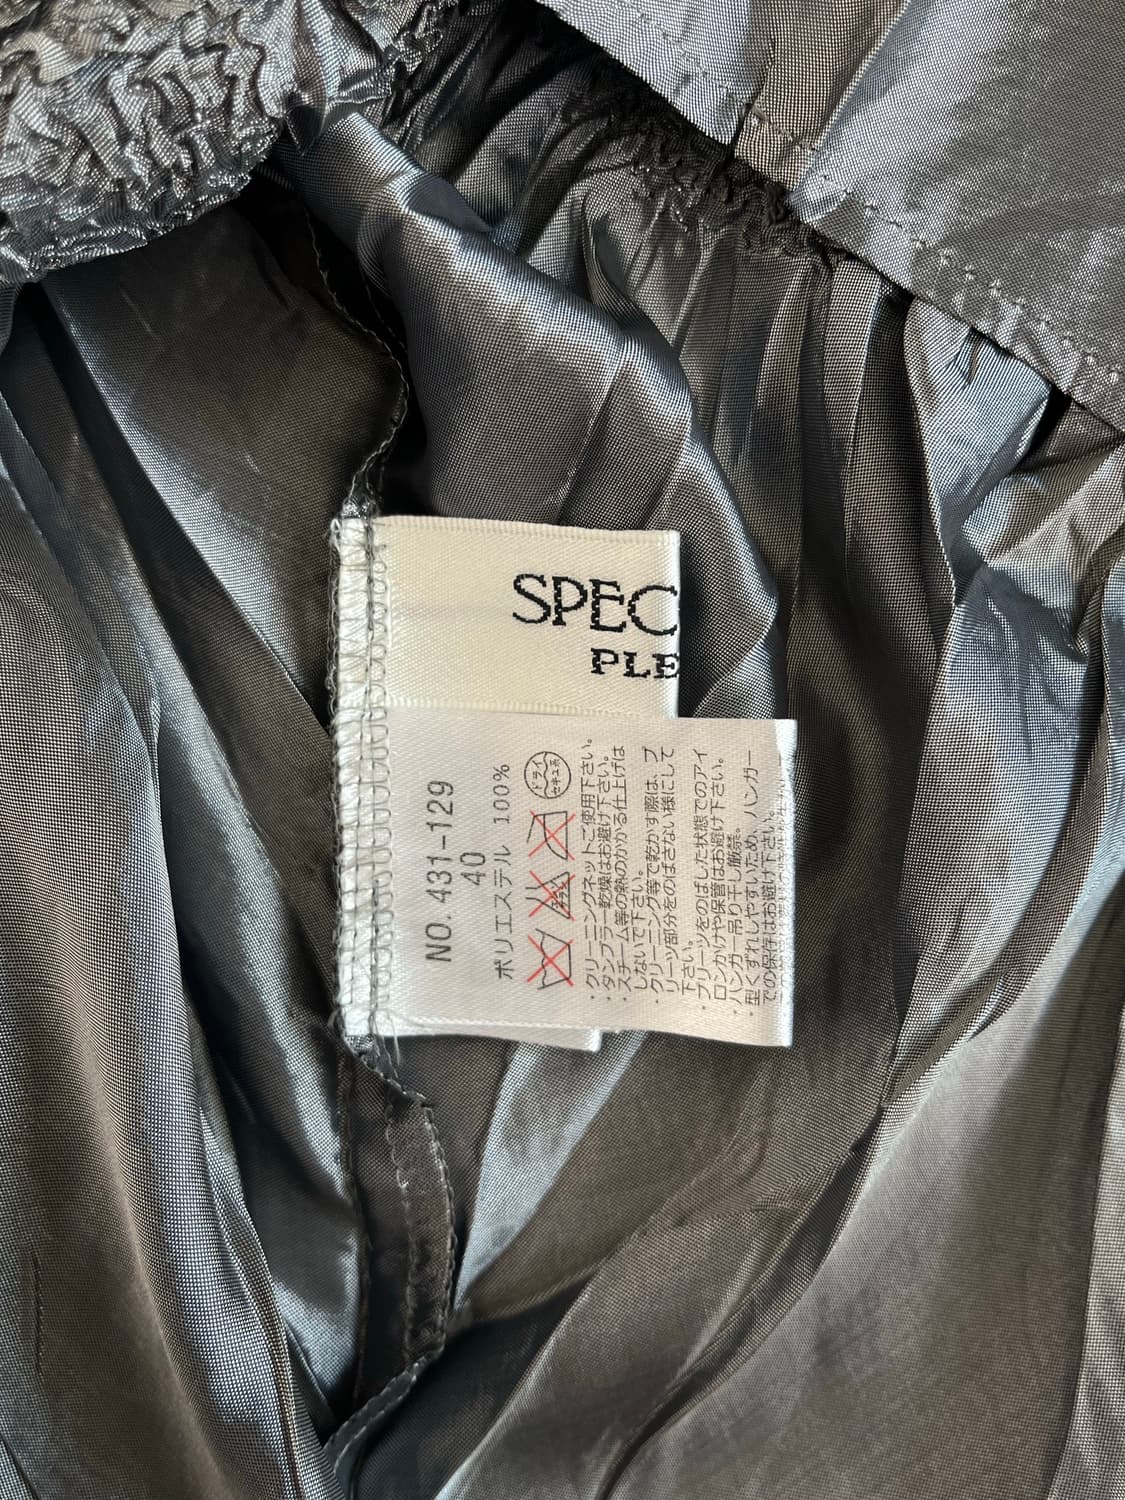 SPEC
PLE
NO. 431-129
40
ポリエステル 100%
ドライ
セキユ系
・クリーニングネットご使用下さい。
・タンブラー乾燥はお避け下さい。
・スチーム等の熱のかかる仕上げは
しないで下さい。
・クリーニング等で乾かす際は、プ
リーツ部分をのばさない様にして
下さい。
・プリーツをのばした状態でのアイ
ロンかけや保管はお避け下さい。
・ハンガー吊り干し厳禁。
・型くずれしやすいため、ハンガー
での保存はお避け下さい。